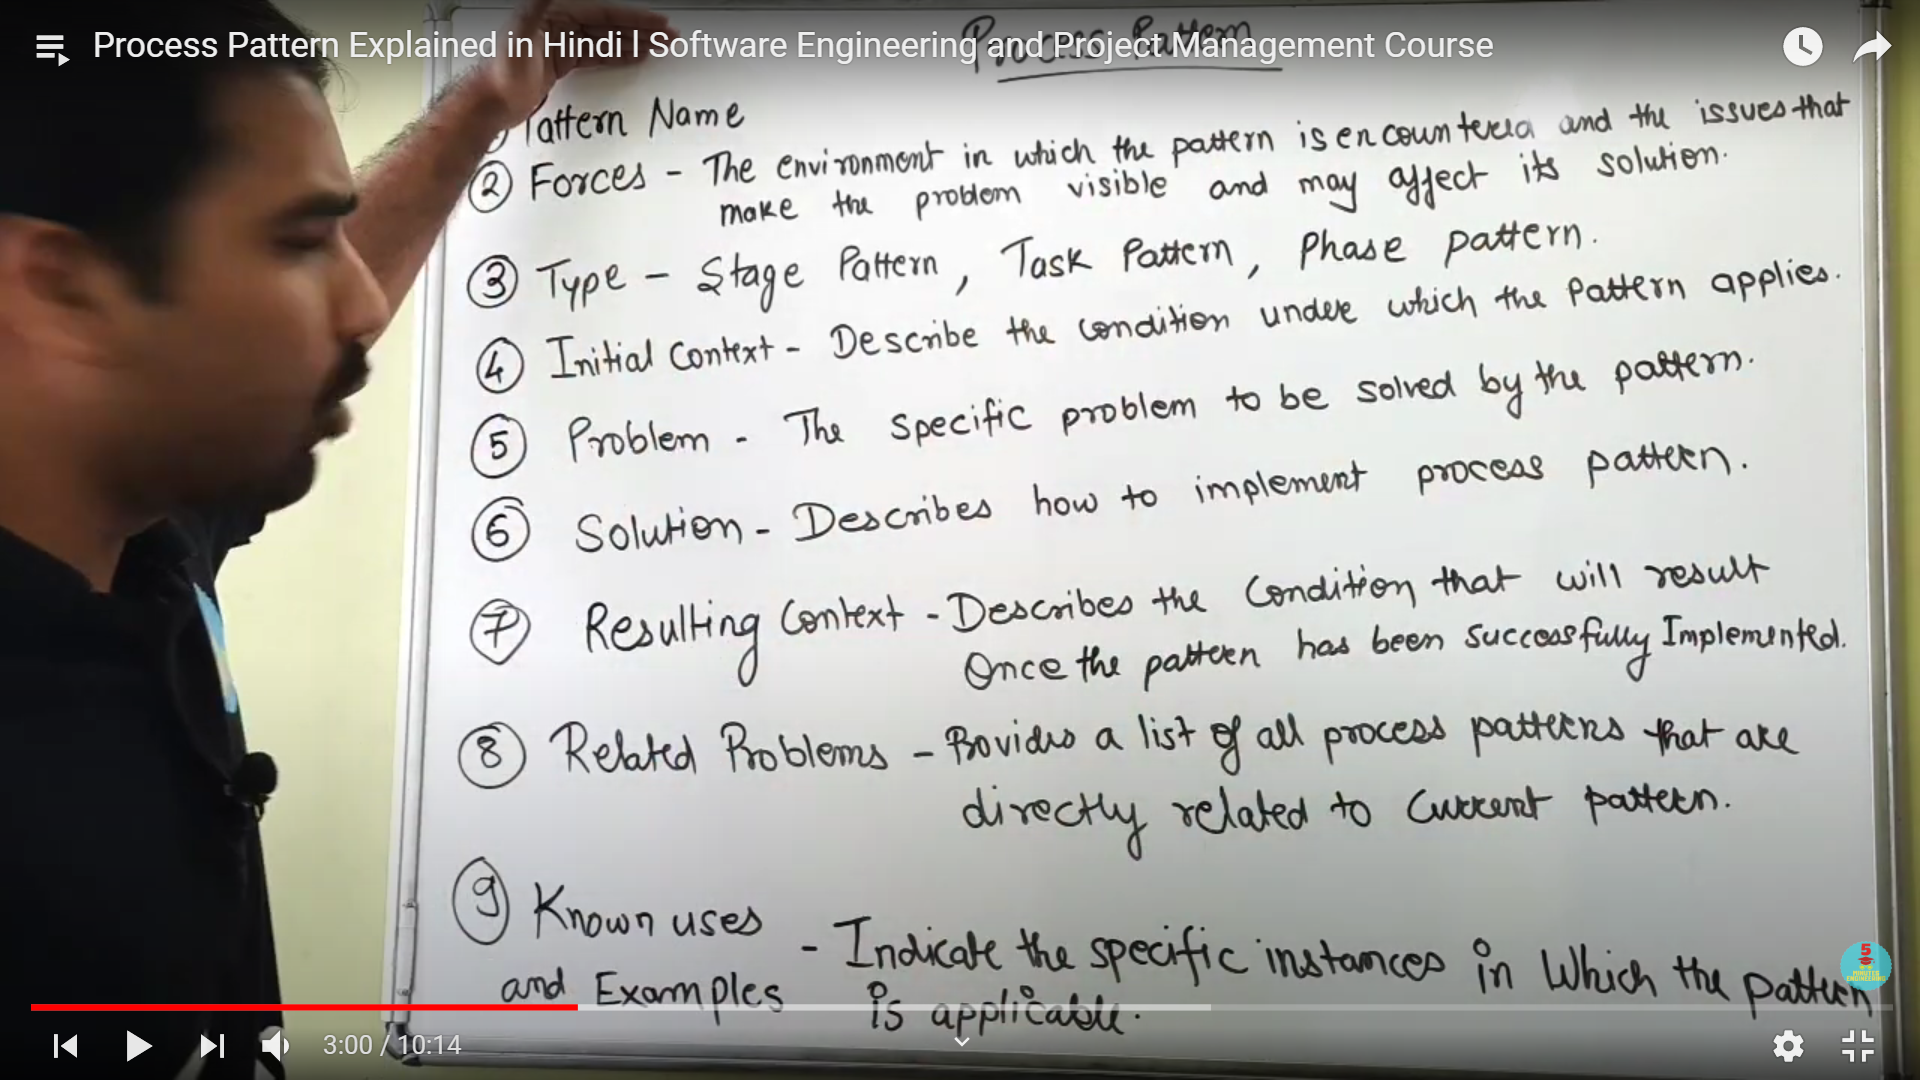 Process Pattern Explained in Hindi l Software Engineering and Project Management Course
Process Pattern
Pattern Name
② Forces - The environment in which the pattern is encountered and the issues that
make the problem visible and may affect its solution.
③ Type - Stage Pattern, Task Pattern, Phase pattern.
④ Initial Context - Describe the condition under which the Pattern applies.
⑤ Problem - The specific problem to be solved by the pattern.
⑥ Solution - Describes how to implement process pattern.
⑦ Resulting Context - Describes the Condition that will result
Once the pattern has been successfully Implemented.
⑧ Related Problems - Provides a list of all process patterns that are
directly related to Current pattern.
⑨ Known uses
and Examples - Indicate the specific instances in Which the pattern
is applicable.
5
MINUTES
ENGINEERING
3:00 / 10:14